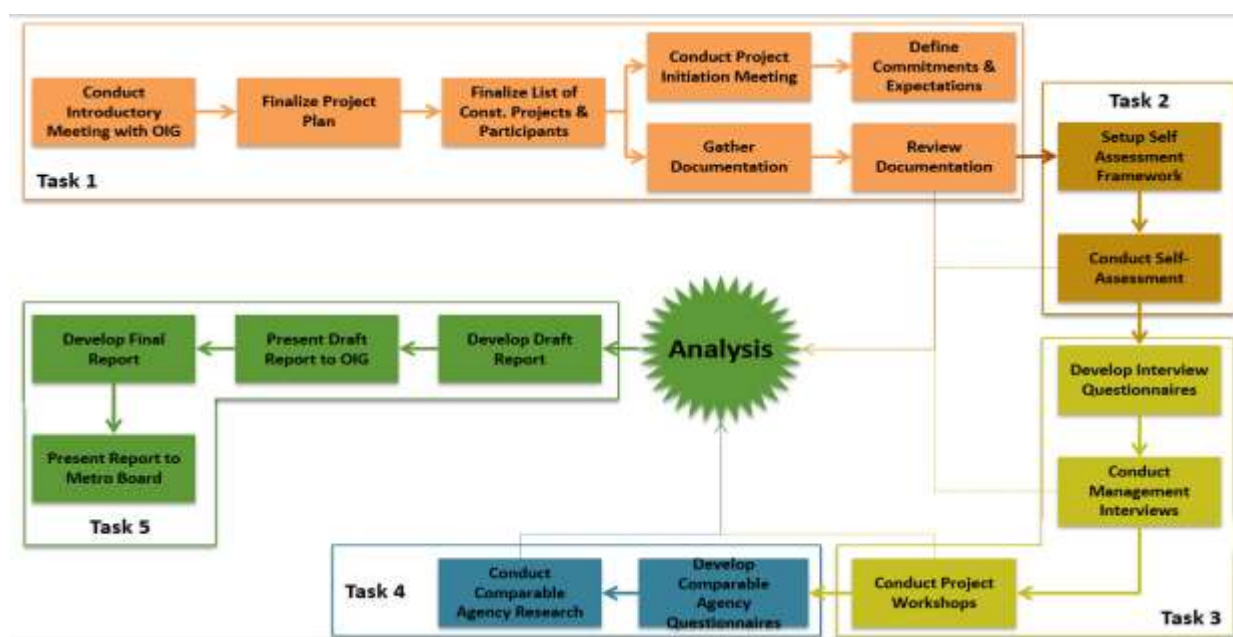 Conduct
Introductory
Meeting with OIG
Finalize Project
Plan
Finalize List of
Const. Projects &
Participants
Conduct Project
Initiation Meeting
Define
Commitments &
Expectations
Gather
Documentation
Review
Documentation
Task 1
Task 2
Setup Self
Assessment
Framework
Conduct Self-
Assessment
Develop Interview
Questionnaires
Conduct
Management
Interviews
Conduct Project
Workshops
Task 3
Task 4
Develop
Comparable
Agency
Questionnaires
Conduct
Comparable
Agency Research
Analysis
Develop Draft Report
Present Draft
Report to OIG
Develop Final
Report
Present Report to
Metro Board
Task 5